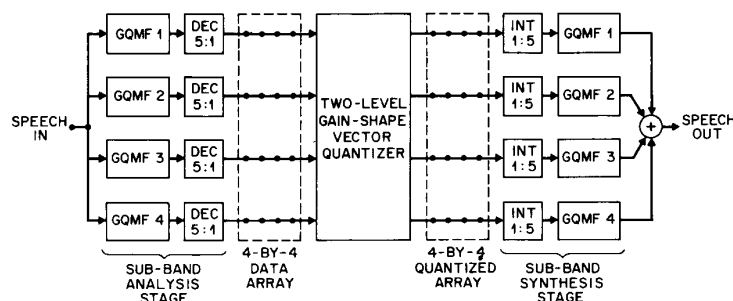 GQMF 1
DEC
5:1
INT
1:5
GQMF 1
GQMF 2
DEC
5:1
INT
1:5
GQMF 2
SPEECH
IN
TWO-LEVEL
GAIN-SHAPE
VECTOR
QUANTIZER
+
SPEECH
OUT
GQMF 3
DEC
5:1
INT
1:5
GQMF 3
GQMF 4
DEC
5:1
INT
1:5
GQMF 4
SUB-BAND
ANALYSIS
STAGE
4-BY-4
DATA
ARRAY
4-BY-4
QUANTIZED
ARRAY
SUB-BAND
SYNTHESIS
STAGE